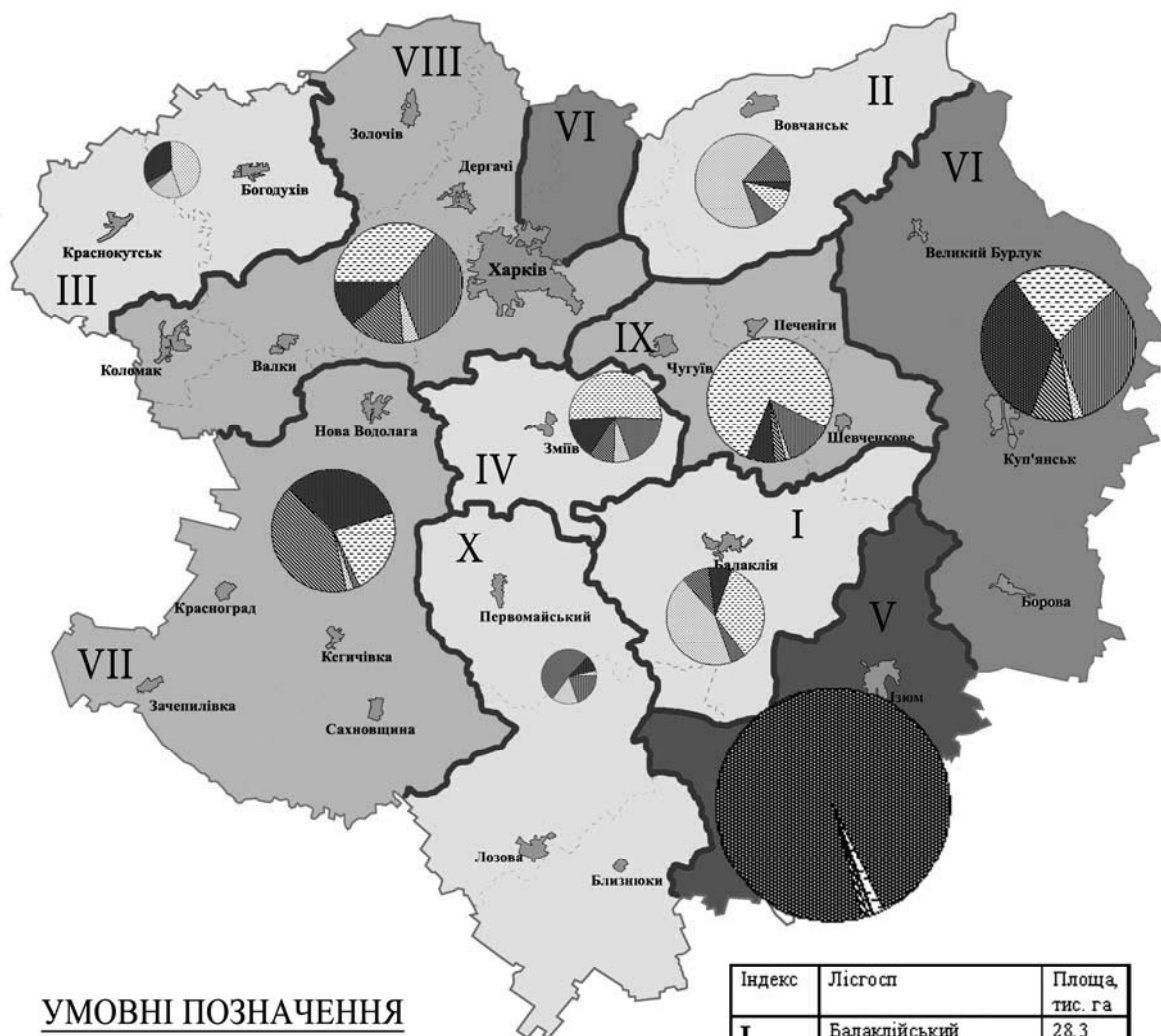 VIII
II
VI
Вовчанськ
Золочів
Дергачі
VI
Богодухів
Краснокутськ
Великий Бурлук
Харків
III
IX
Печеніги
Коломак
Валки
Чугуїв
Нова Водолага
Зміїв
Шевченкове
Куп'янськ
IV
I
X
Балаклія
Красноград
Первомайський
Борова
V
Кегичівка
VII
Зачепилівка
Ізюм
Сахновщина
Лозова
Близнюки
УМОВНІ ПОЗНАЧЕННЯ
Індекс Лісгосп Площа, тис. га
I Балаклійський 28,3